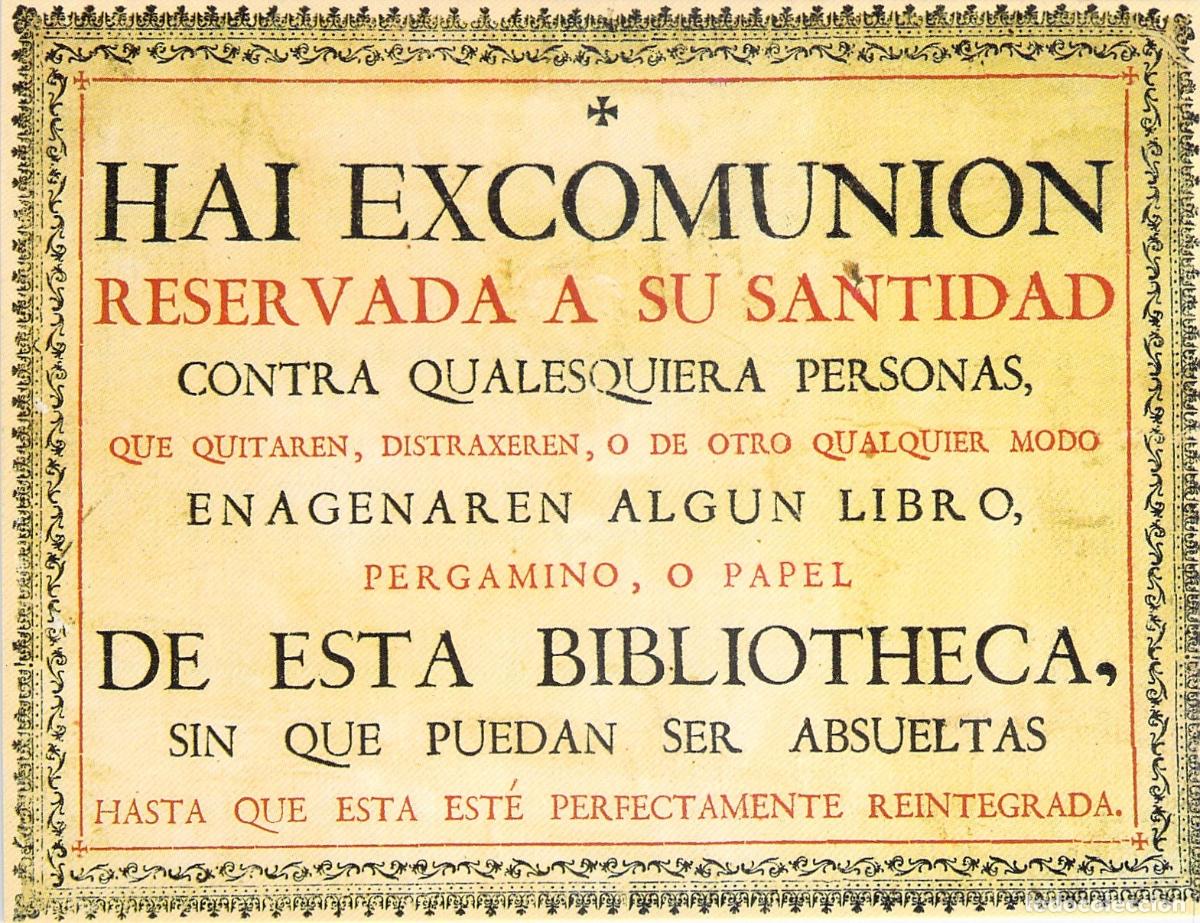 HAI EXCOMUNION
RESERVADA A SU SANTIDAD
CONTRA QUALESQUIERA PERSONAS,
QUE QUITAREN, DISTRAXEREN, O DE OTRO QUALQUIER MODO
ENAGENAREN ALGUN LIBRO,
PERGAMINO, O PAPEL
DE ESTA BIBLIOTHECA,
SIN QUE PUEDAN SER ABSUELTAS
HASTA QUE ESTA ESTÉ PERFECTAMENTE REINTEGRADA.
todocoleccion